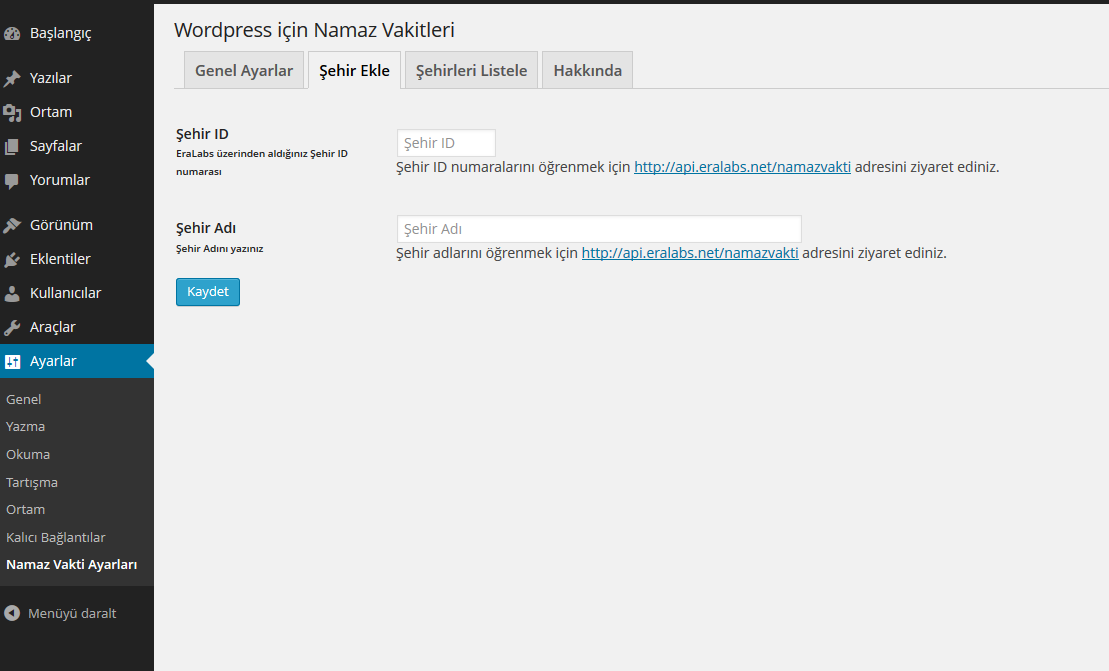 Başlangıç
Yazılar
Ortam
Sayfalar
Yorumlar
Görünüm
Eklentiler
Kullanıcılar
Araçlar
Ayarlar
Genel
Yazma
Okuma
Tartışma
Ortam
Kalıcı Bağlantılar
Namaz Vakti Ayarları
Menüyü daralt
Wordpress için Namaz Vakitleri
Genel Ayarlar
Şehir Ekle
Şehirleri Listele
Hakkında
Şehir ID
EraLabs üzerinden aldığınız Şehir ID
numarası
Şehir ID
Şehir ID numaralarını öğrenmek için http://api.eralabs.net/namazvakti adresini ziyaret ediniz.
Şehir Adı
Şehir Adını yazınız
Şehir Adı
Şehir adlarını öğrenmek için http://api.eralabs.net/namazvakti adresini ziyaret ediniz.
Kaydet